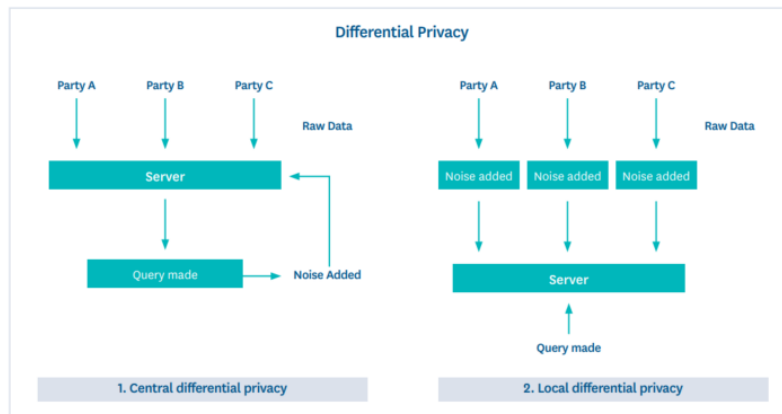 Differential Privacy
Party A Party B Party C
Raw Data
Server
Query made
Noise Added
1. Central differential privacy
Party A Party B Party C
Raw Data
Noise added Noise added Noise added
Server
Query made
2. Local differential privacy